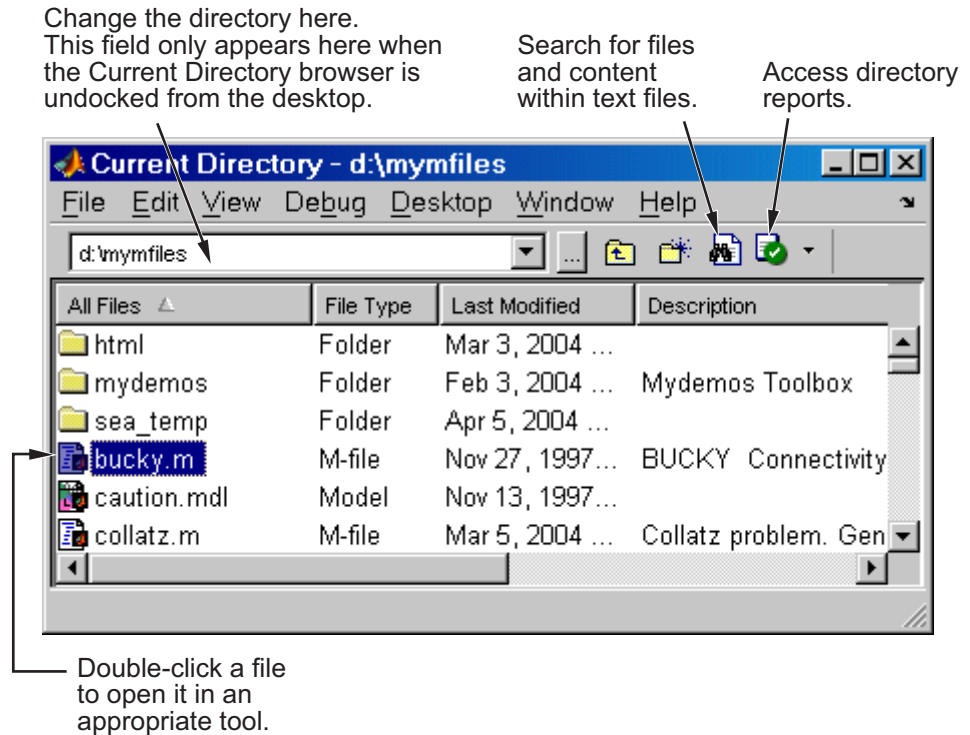 Change the directory here.
This field only appears here when
the Current Directory browser is
undocked from the desktop.
Search for files
and content
within text files.
Access directory
reports.
Current Directory - d:\mymfiles
File Edit View Debug Desktop Window Help
d:\mymfiles ...
All Files File Type Last Modified Description
html Folder Mar 3, 2004 ...
mydemos Folder Feb 3, 2004 ... Mydemos Toolbox
sea_temp Folder Apr 5, 2004 ...
bucky.m M-file Nov 27, 1997... BUCKY Connectivity
caution.mdl Model Nov 13, 1997...
collatz.m M-file Mar 5, 2004 ... Collatz problem. Gen
Double-click a file
to open it in an
appropriate tool.